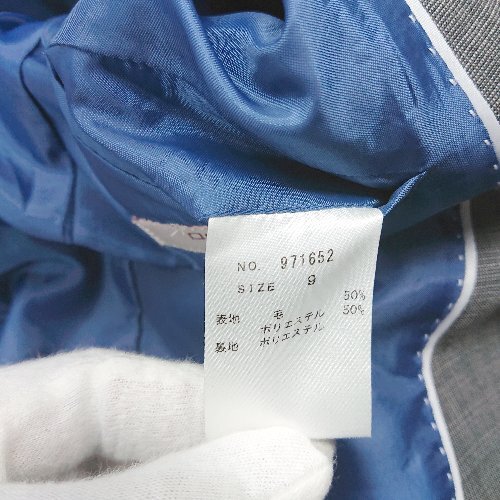 NO. 971652
SIZE 9
表地 毛 50%
ポリエステル 50%
裏地 ポリエステル